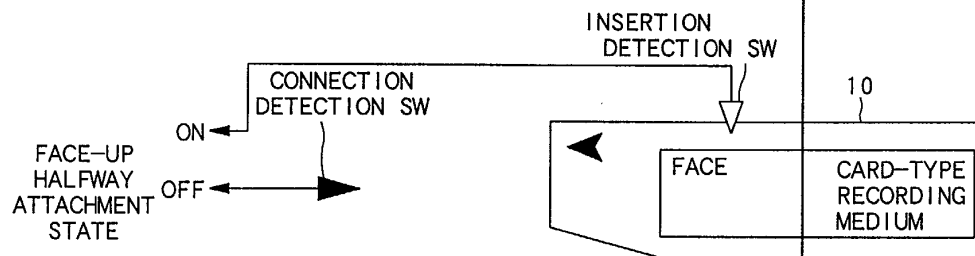 INSERTION
DETECTION SW
CONNECTION
DETECTION SW
10
ON
FACE-UP
HALFWAY
ATTACHMENT
STATE
OFF
FACE
CARD-TYPE
RECORDING
MEDIUM